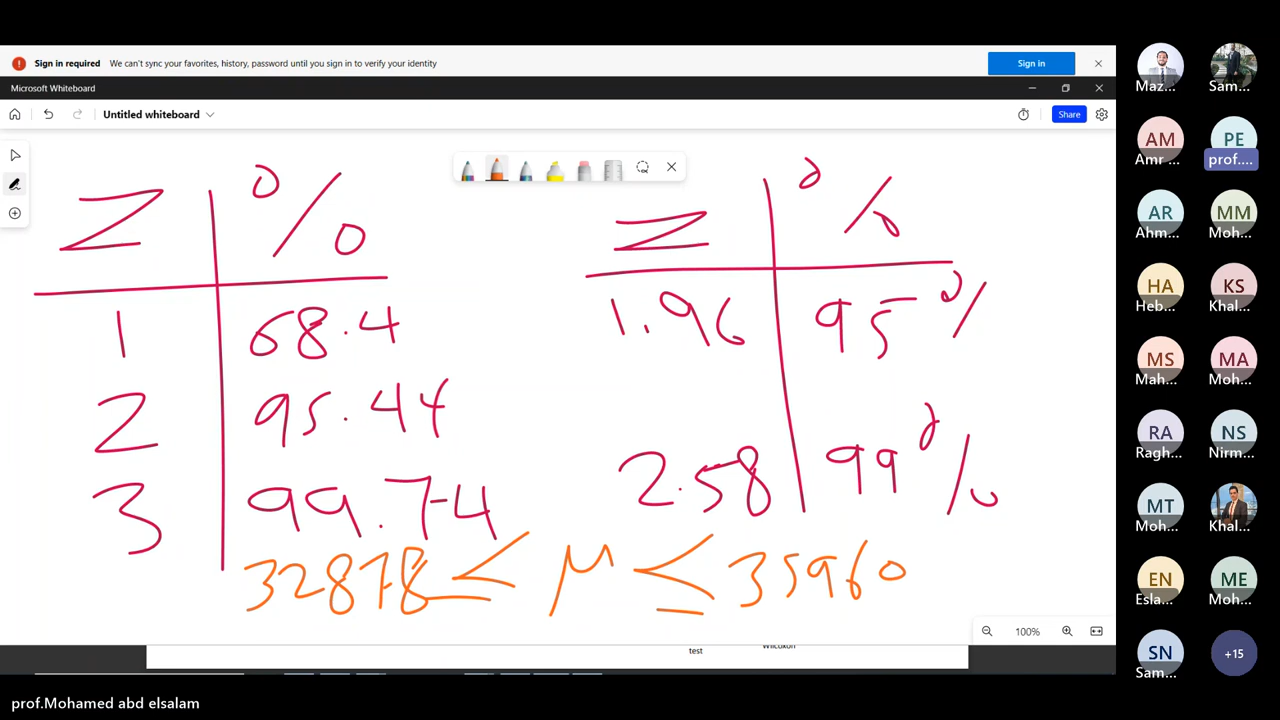 Sign in required We can't sync your favorites, history, password until you sign in to verify your identity Sign in
Microsoft Whiteboard
Untitled whiteboard Share
Z % Z %
1 68.4 1.96 95%
2 95.44
3 99.74 2.58 99%
32878 ≤ μ ≤ 35960
100%
test Wilcoxon
Maz... Sam...
AM PE
Amr ... prof....
AR MM
Ahm... Moh...
HA KS
Heb... Khal...
MS MA
Mah... Moh...
RA NS
Ragh... Nirm...
MT
Moh... Khal...
EN ME
Esla... Moh...
SN +15
Sam...
prof.Mohamed abd elsalam